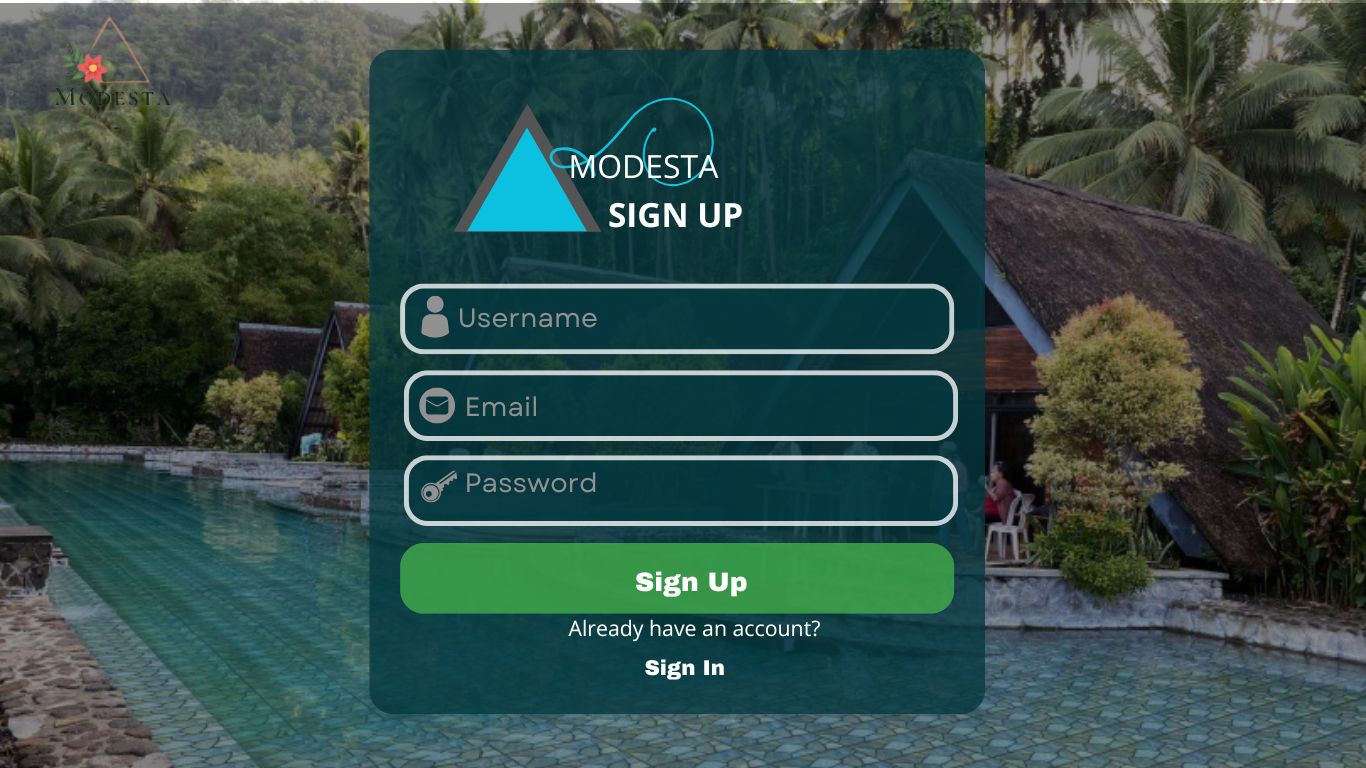 MODESTA
MODESTA
SIGN UP
Username
Email
Password
Sign Up
Already have an account?
Sign In